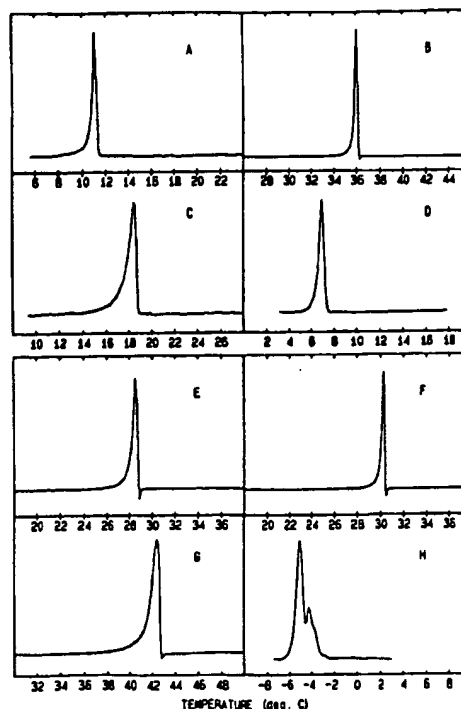 A B
C D
6 8 10 12 14 16 18 20 22 28 30 32 34 36 38 40 42 44
10 12 14 16 18 20 22 24 26 0 2 4 6 8 10 12 14 16 18
E F
G H
20 22 24 26 28 30 32 34 36 22 24 26 28 30 32 34 36
32 34 36 38 40 42 44 46 48 -6 -4 -2 0 2 4 6 8
TEMPERATURE (deg. C)